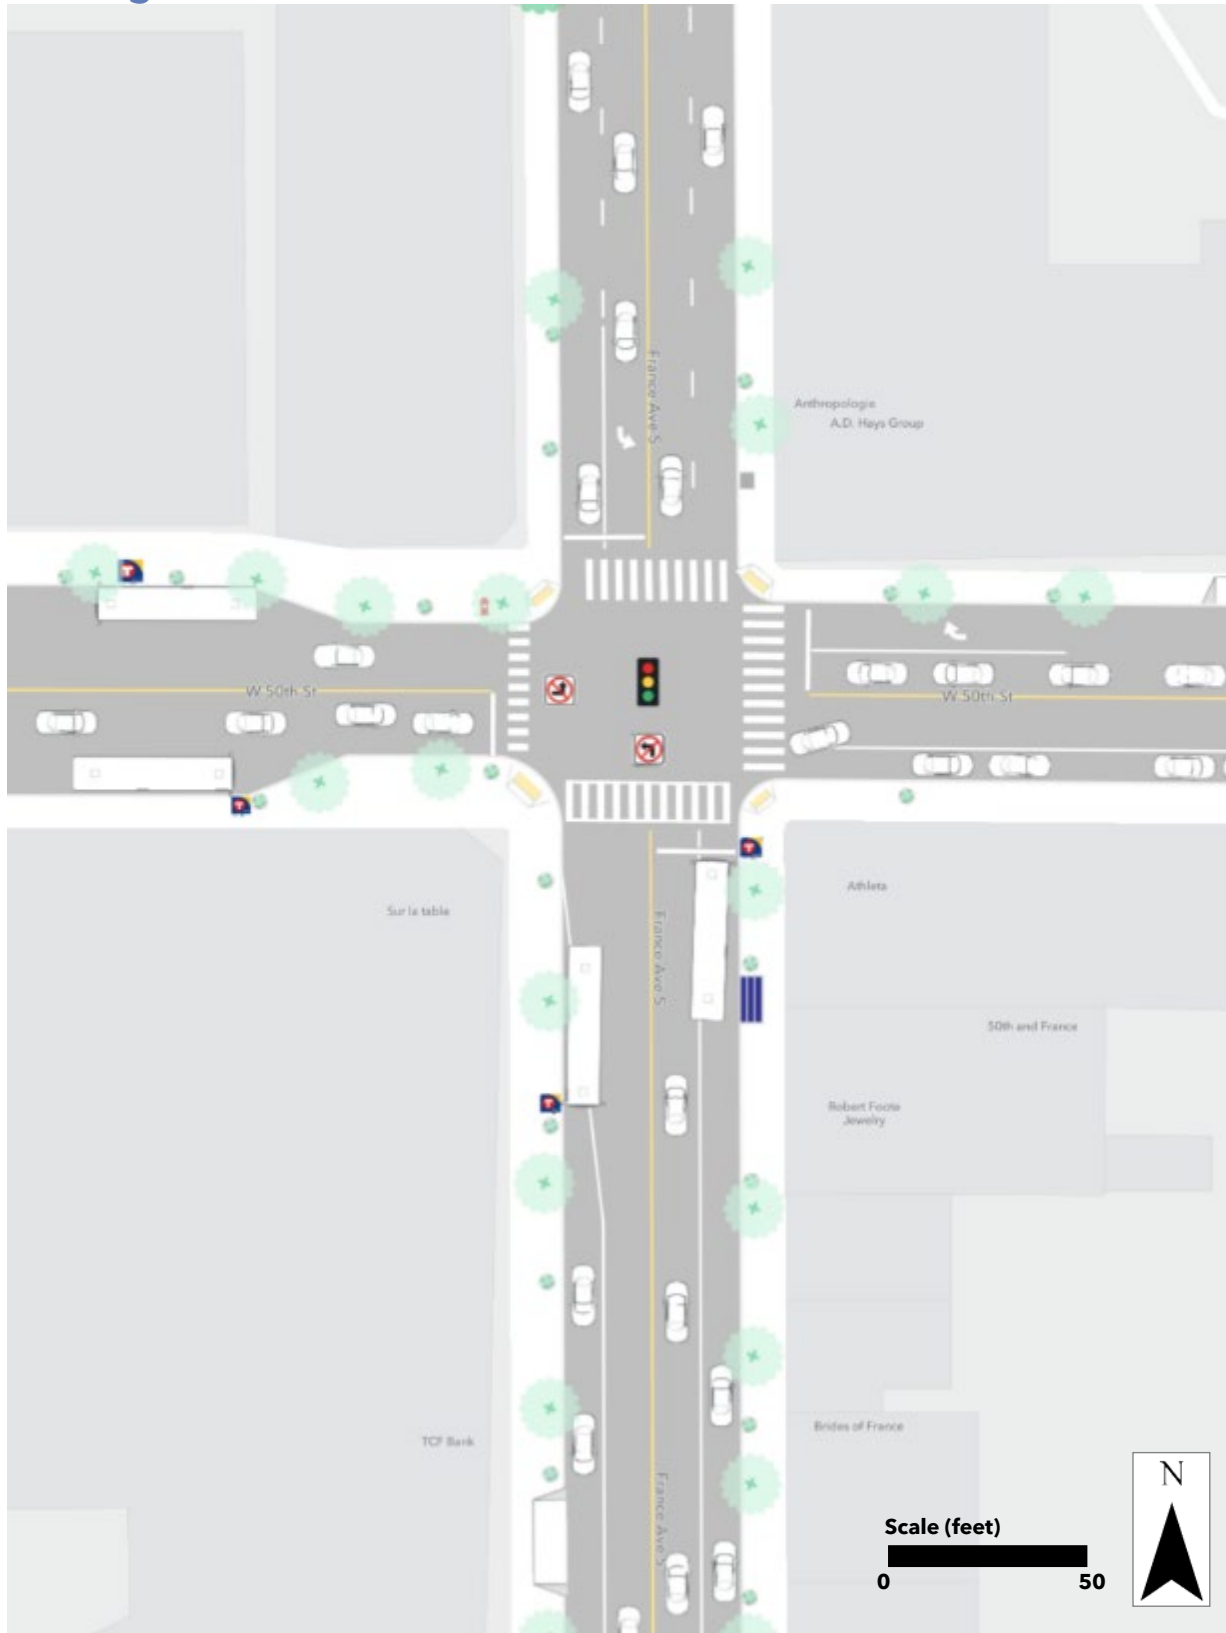 France Ave S
Anthropologie
A.D. Hays Group
W 50th St
W 50th St
T
T
T
T
Sur la table
Athleta
France Ave S
50th and France
Robert Foote
Jewelry
TCF Bank
Brides of France
France Ave S
N
Scale (feet)
0
50